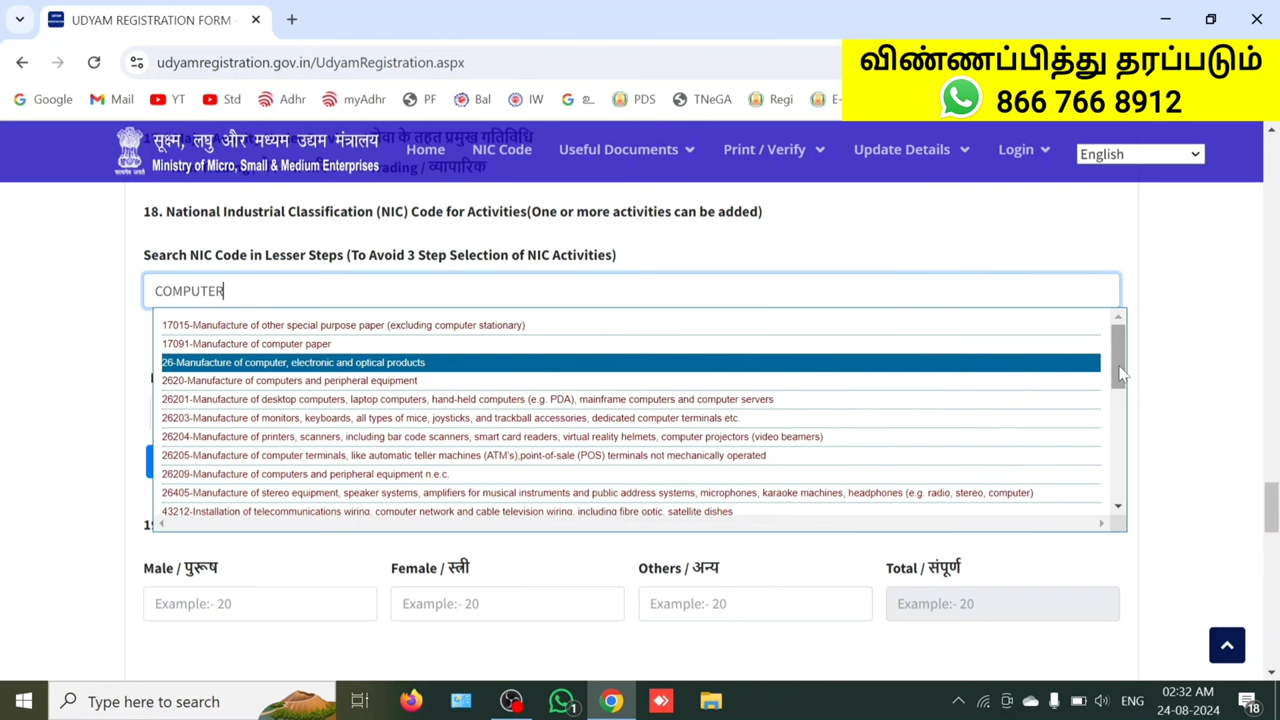 UDYAM REGISTRATION FORM -
udyamregistration.gov.in/UdyamRegistration.aspx
விண்ணப்பித்து தரப்படும்
866 766 8912
Google Mail YT Std Adhr myAdhr PF Bal IW உ... PDS TNeGA Regi E-
सूक्ष्म, लघु और मध्यम उद्यम मंत्रालय
Ministry of Micro, Small & Medium Enterprises
Home NIC Code Useful Documents Print / Verify Update Details Login English
के तहत प्रमुख गतिविधि
Trading / व्यापारिक
18. National Industrial Classification (NIC) Code for Activities(One or more activities can be added)
Search NIC Code in Lesser Steps (To Avoid 3 Step Selection of NIC Activities)
COMPUTER
17015-Manufacture of other special purpose paper (excluding computer stationary)
17091-Manufacture of computer paper
26-Manufacture of computer, electronic and optical products
2620-Manufacture of computers and peripheral equipment
26201-Manufacture of desktop computers, laptop computers, hand-held computers (e.g. PDA), mainframe computers and computer servers
26203-Manufacture of monitors, keyboards, all types of mice, joysticks, and trackball accessories, dedicated computer terminals etc.
26204-Manufacture of printers, scanners, including bar code scanners, smart card readers, virtual reality helmets, computer projectors (video beamers)
26205-Manufacture of computer terminals, like automatic teller machines (ATM's),point-of-sale (POS) terminals not mechanically operated
26209-Manufacture of computers and peripheral equipment n.e.c.
26405-Manufacture of stereo equipment, speaker systems, amplifiers for musical instruments and public address systems, microphones, karaoke machines, headphones (e.g. radio, stereo, computer)
43212-Installation of telecommunications wiring, computer network and cable television wiring, including fibre optic, satellite dishes
Male / पुरूष Female / स्त्री Others / अन्य Total / संपूर्ण
Example:- 20 Example:- 20 Example:- 20 Example:- 20
Type here to search
1
ENG
02:32 AM
24-08-2024
18